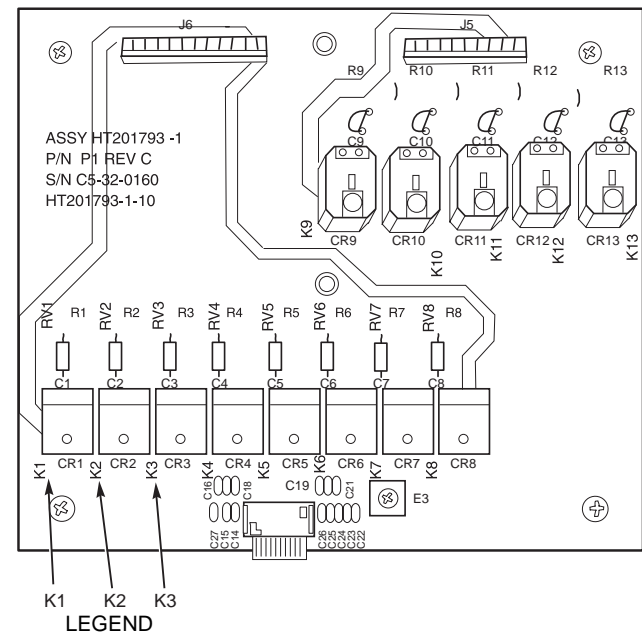 J6 J5
R9 R10 R11 R12 R13
ASSY HT201793 -1
P/N P1 REV C
S/N C5-32-0160
HT201793-1-10
C9 C10 C11 C12 C13
K9 CR9 CR10 K10 CR11 K11 CR12 K12 CR13 K13
RV1 R1 RV2 R2 RV3 R3 RV4 R4 RV5 R5 RV6 R6 RV7 R7 RV8 R8
C1 C2 C3 C4 C5 C6 C7 C8
K1 CR1 K2 CR2 K3 CR3 K4 CR4 K5 CR5 K6 CR6 K7 CR7 K8 CR8
C16 C18 C19 C21 E3
C27 C15 C14 C26 C25 C24 C23 C22
K1 K2 K3
LEGEND